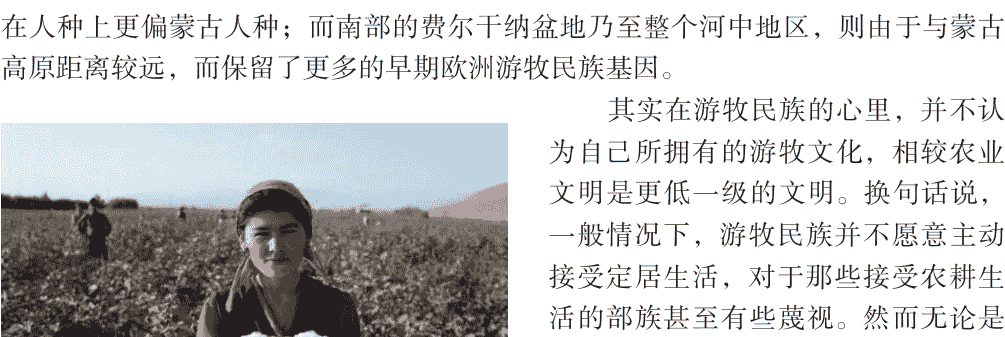 在人种上更偏蒙古人种；而南部的费尔干纳盆地乃至整个河中地区，则由于与蒙古
高原距离较远，而保留了更多的早期欧洲游牧民族基因。
其实在游牧民族的心里，并不认
为自己所拥有的游牧文化，相较农业
文明是更低一级的文明。换句话说，
一般情况下，游牧民族并不愿意主动
接受定居生活，对于那些接受农耕生
活的部族甚至有些蔑视。然而无论是